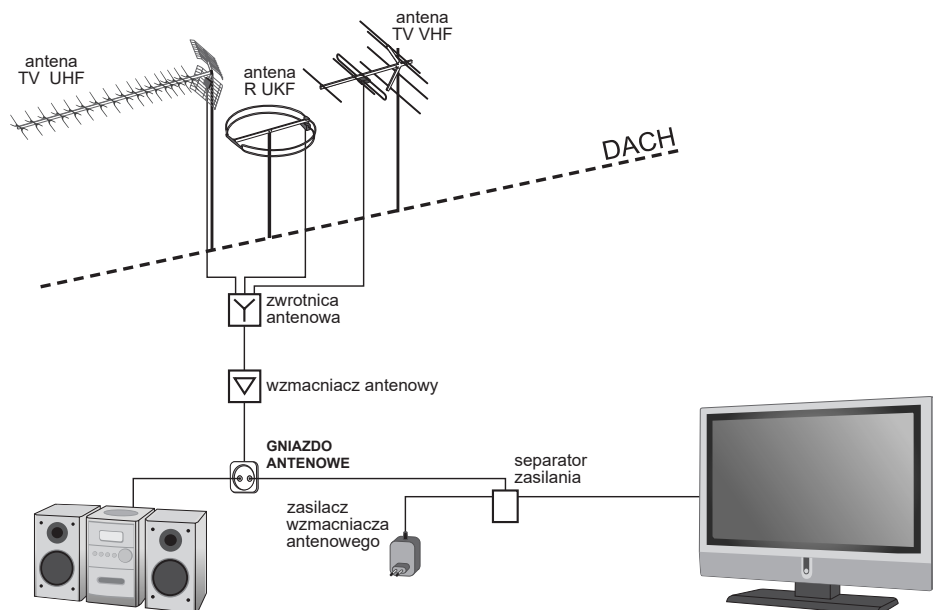 antena
TV VHF
antena
TV UHF
antena
R UKF
DACH
zwrotnica
antenowa
wzmacniacz antenowy
GNIAZDO
ANTENOWE
separator
zasilania
zasilacz
wzmacniacza
antenowego